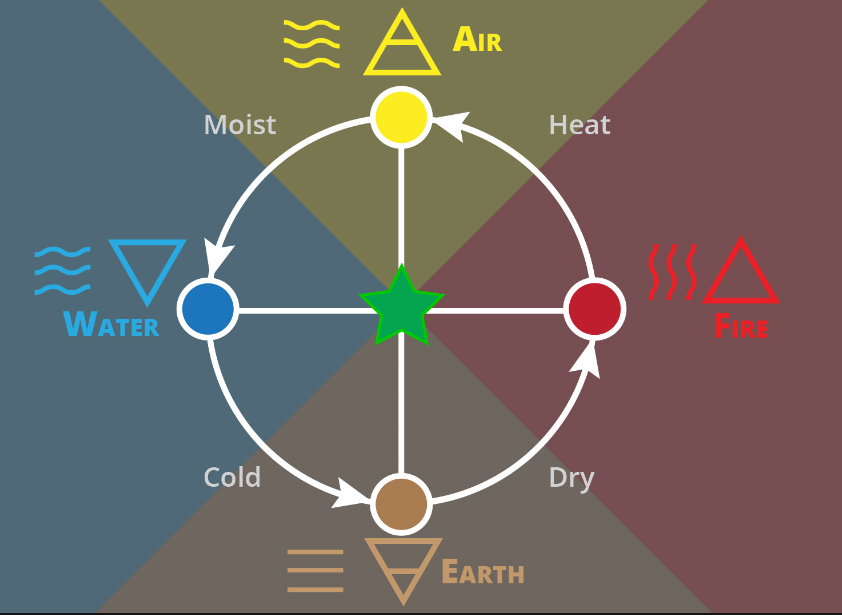 AIR
Moist
Heat
WATER
FIRE
Cold
Dry
EARTH